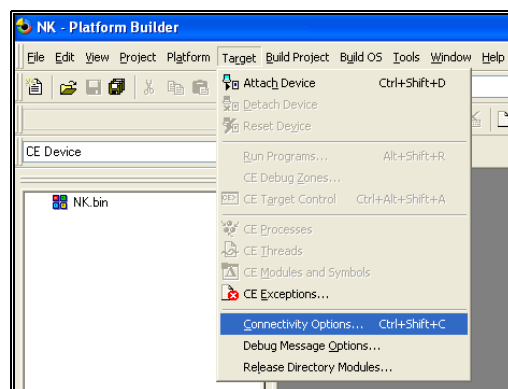 NK - Platform Builder
File Edit View Project Platform Target Build Project Build OS Tools Window Help
Attach Device Ctrl+Shift+D
Detach Device
Reset Device
CE Device
Run Programs... Alt+Shift+R
CE Debug Zones...
CE Target Control Ctrl+Alt+Shift+A
NK.bin
CE Processes
CE Threads
CE Modules and Symbols
CE Exceptions...
Connectivity Options... Ctrl+Shift+C
Debug Message Options...
Release Directory Modules...